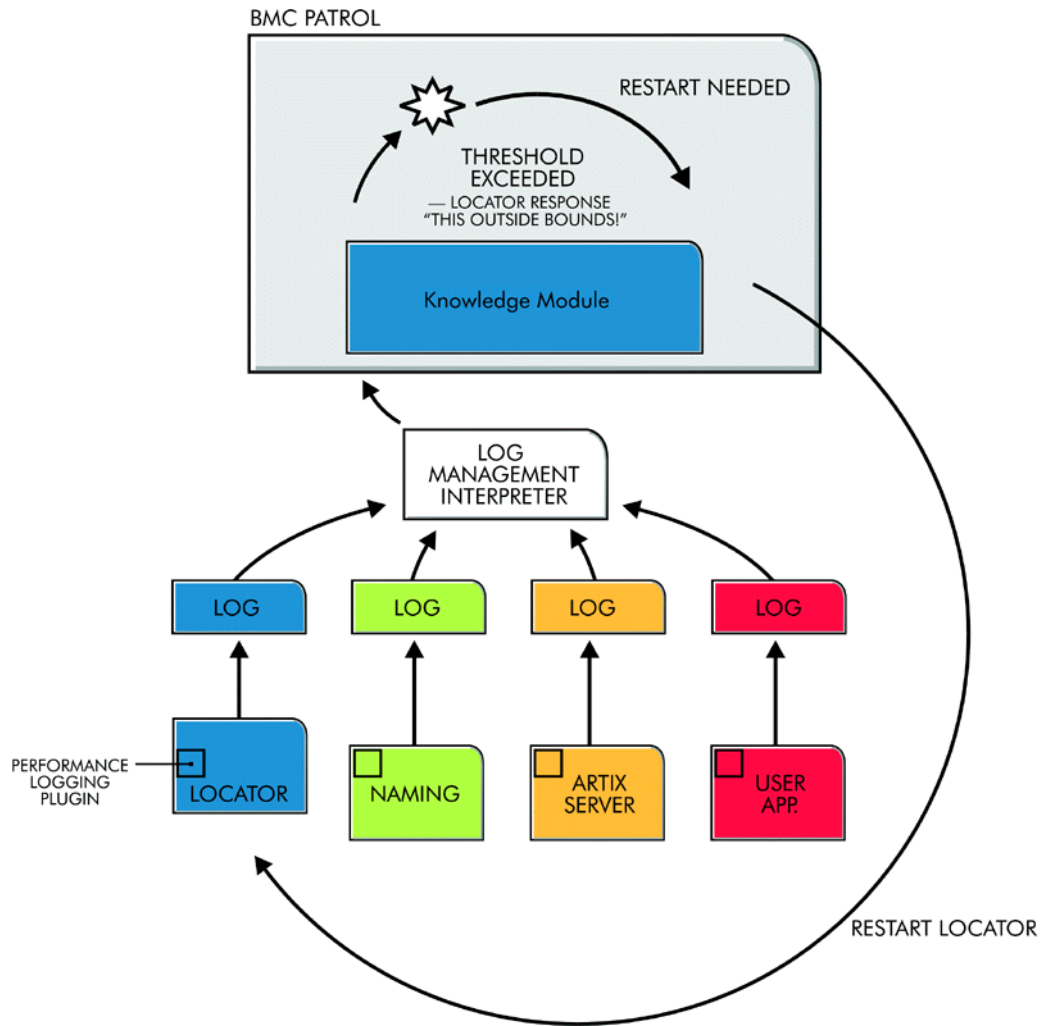 BMC PATROL
RESTART NEEDED
THRESHOLD
EXCEEDED
— LOCATOR RESPONSE
“THIS OUTSIDE BOUNDS!”
Knowledge Module
LOG
MANAGEMENT
INTERPRETER
LOG
LOG
LOG
LOG
PERFORMANCE
LOGGING
PLUGIN
LOCATOR
NAMING
ARTIX
SERVER
USER
APP.
RESTART LOCATOR